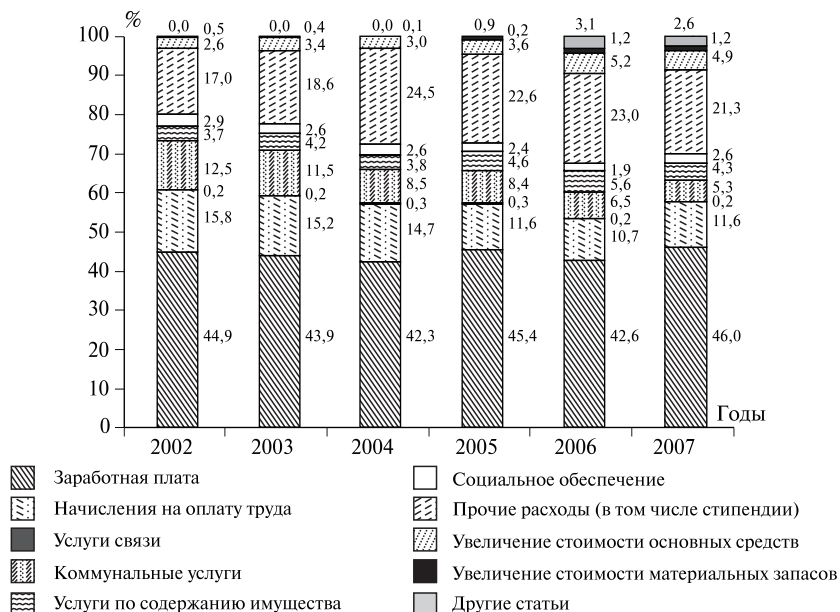 %
0,0 0,0 0,0 0,9 3,1 2,6
0,5 0,4 0,1 0,2 1,2 1,2
100
2,6 3,4 3,0 3,6 5,2 4,9
90
17,0 18,6 24,5 22,6 23,0 21,3
80
2,9 2,6 2,6 2,4 1,9 2,6
70
3,7 4,2 3,8 4,6 5,6 4,3
60
12,5 11,5 8,5 8,4 6,5 5,3
0,2 0,2 0,3 0,3 0,2 0,2
50
15,8 15,2 14,7 11,6 10,7 11,6
40
30
44,9 43,9 42,3 45,4 42,6 46,0
20
10
0
Годы
2002 2003 2004 2005 2006 2007
Заработная плата
Начисления на оплату труда
Услуги связи
Коммунальные услуги
Услуги по содержанию имущества
Социальное обеспечение
Прочие расходы (в том числе стипендии)
Увеличение стоимости основных средств
Увеличение стоимости материальных запасов
Другие статьи